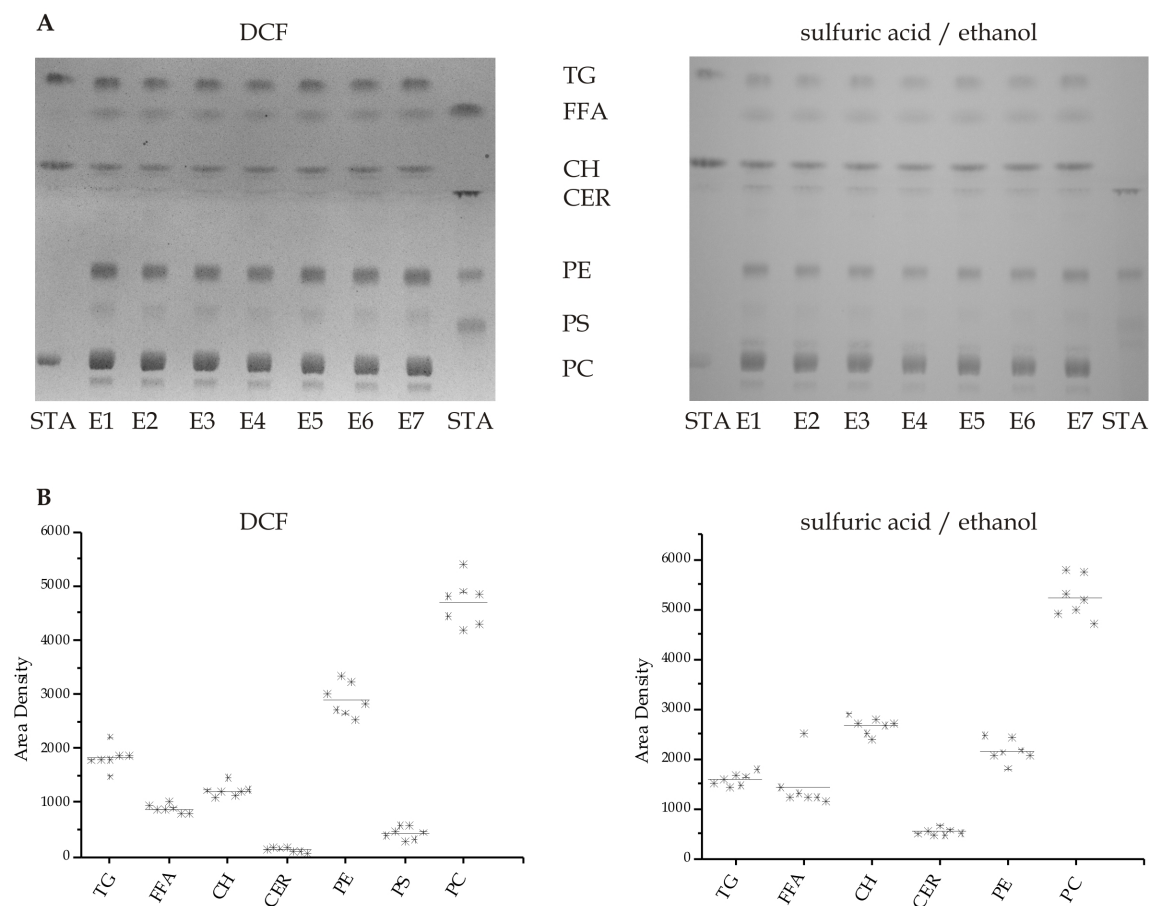 A
DCF
sulfuric acid / ethanol
TG
FFA
CH
CER
PE
PS
PC
STA E1 E2 E3 E4 E5 E6 E7 STA
STA E1 E2 E3 E4 E5 E6 E7 STA
B
DCF
6000
5000
4000
3000
2000
1000
0
Area Density
TG FFA CH CER PE PS PC
sulfuric acid / ethanol
6000
5000
4000
3000
2000
1000
0
Area Density
TG FFA CH CER PE PC